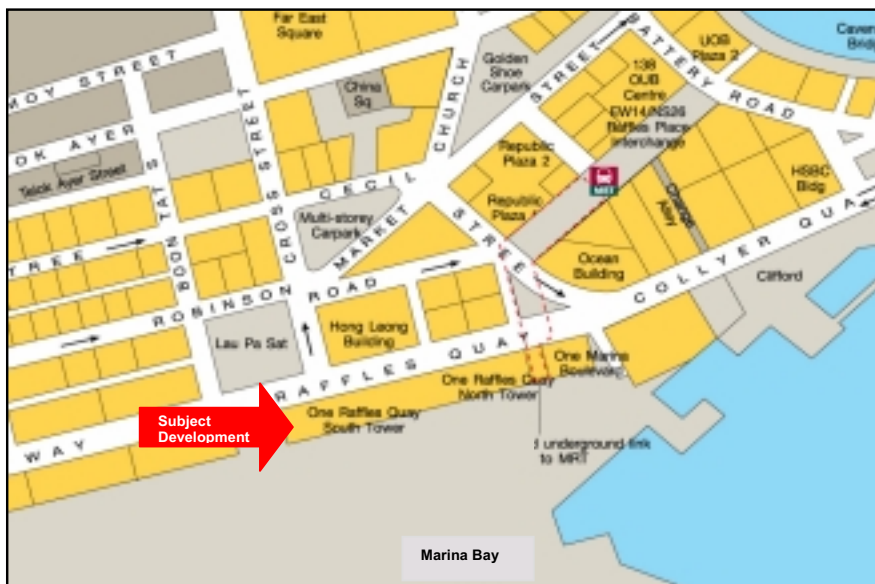 Far East
Square
MOY STREET
OK AYER
Telok Ayer Street
BOON TAT S
CROSS STREET
China
Sq
CHURCH
STREET
Golden
Shoe
Carpark
BATTERY ROAD
UOB
Plaza 2
138
OUB
Centre
EW14/NS26
Raffles Place
Interchange
MRT
Republic
Plaza 2
Republic
Plaza 1
HSBC
Bldg
Change
Alley
CECIL
STREE
Multi-storey
Carpark
MARKET
STREE
Ocean
Building
COLLYER QUA
Clifford
ROBINSON ROAD
Lau Pa Sat
Hong Leong
Building
RAFFLES QUAY
One Marina
Boulevard
One Raffles Quay
North Tower
One Raffles Quay
South Tower
Subject
Development
WAY
d underground link
to MRT
Marina Bay